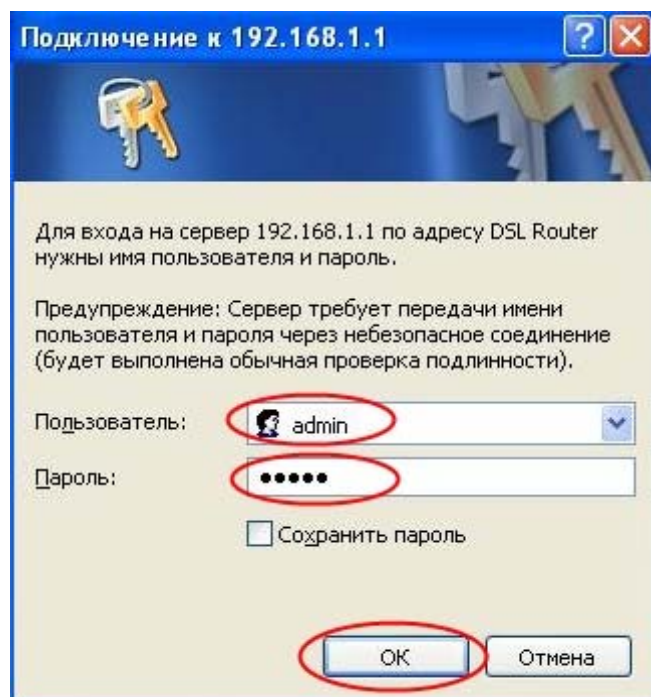 Подключение к 192.168.1.1
Для входа на сервер 192.168.1.1 по адресу DSL Router
нужны имя пользователя и пароль.
Предупреждение: Сервер требует передачи имени
пользователя и пароля через небезопасное соединение
(будет выполнена обычная проверка подлинности).
Пользователь: admin
Пароль: •••••
Сохранить пароль
ОК Отмена